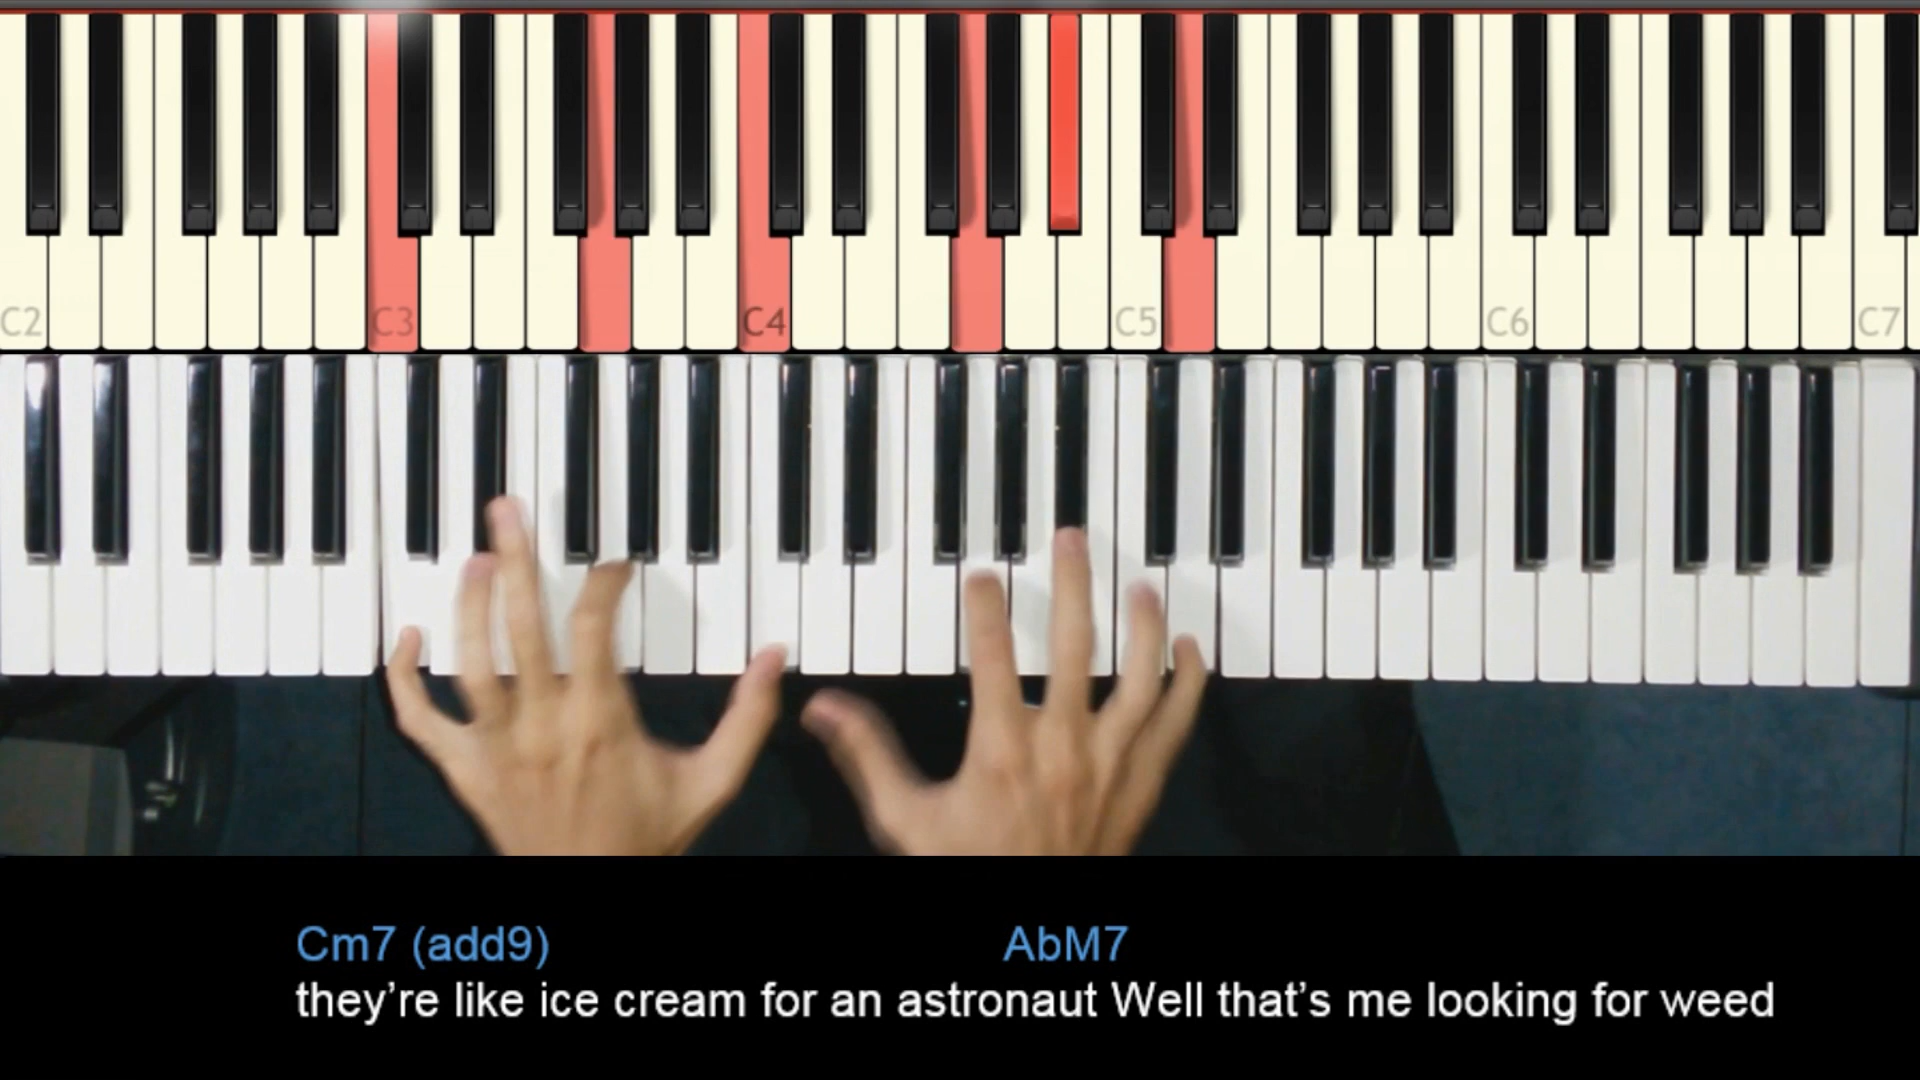 C2 C3 C4 C5 C6 C7
Cm7 (add9) AbM7
they’re like ice cream for an astronaut Well that’s me looking for weed